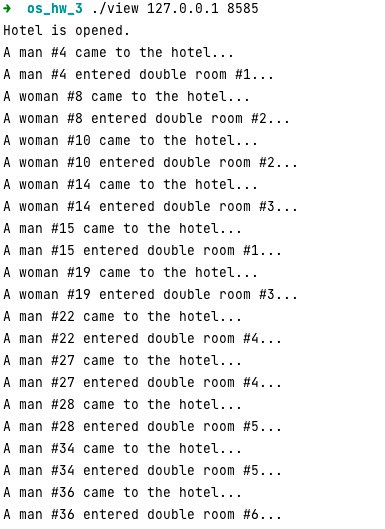 ➜  os_hw_3 ./view 127.0.0.1 8585
Hotel is opened.
A man #4 came to the hotel...
A man #4 entered double room #1...
A woman #8 came to the hotel...
A woman #8 entered double room #2...
A woman #10 came to the hotel...
A woman #10 entered double room #2...
A woman #14 came to the hotel...
A woman #14 entered double room #3...
A man #15 came to the hotel...
A man #15 entered double room #1...
A woman #19 came to the hotel...
A woman #19 entered double room #3...
A man #22 came to the hotel...
A man #22 entered double room #4...
A man #27 came to the hotel...
A man #27 entered double room #4...
A man #28 came to the hotel...
A man #28 entered double room #5...
A man #34 came to the hotel...
A man #34 entered double room #5...
A man #36 came to the hotel...
A man #36 entered double room #6...